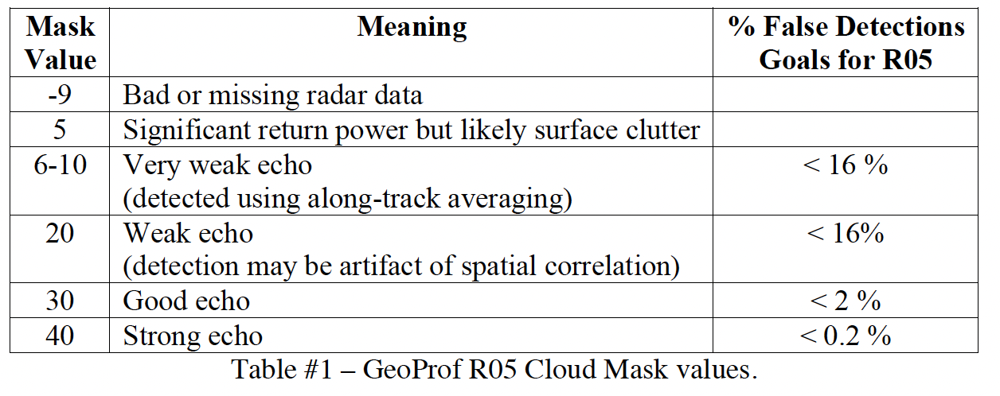 Mask Value Meaning % False Detections Goals for R05
-9 Bad or missing radar data
5 Significant return power but likely surface clutter
6-10 Very weak echo < 16 %
(detected using along-track averaging)
20 Weak echo < 16%
(detection may be artifact of spatial correlation)
30 Good echo < 2 %
40 Strong echo < 0.2 %
Table #1 – GeoProf R05 Cloud Mask values.